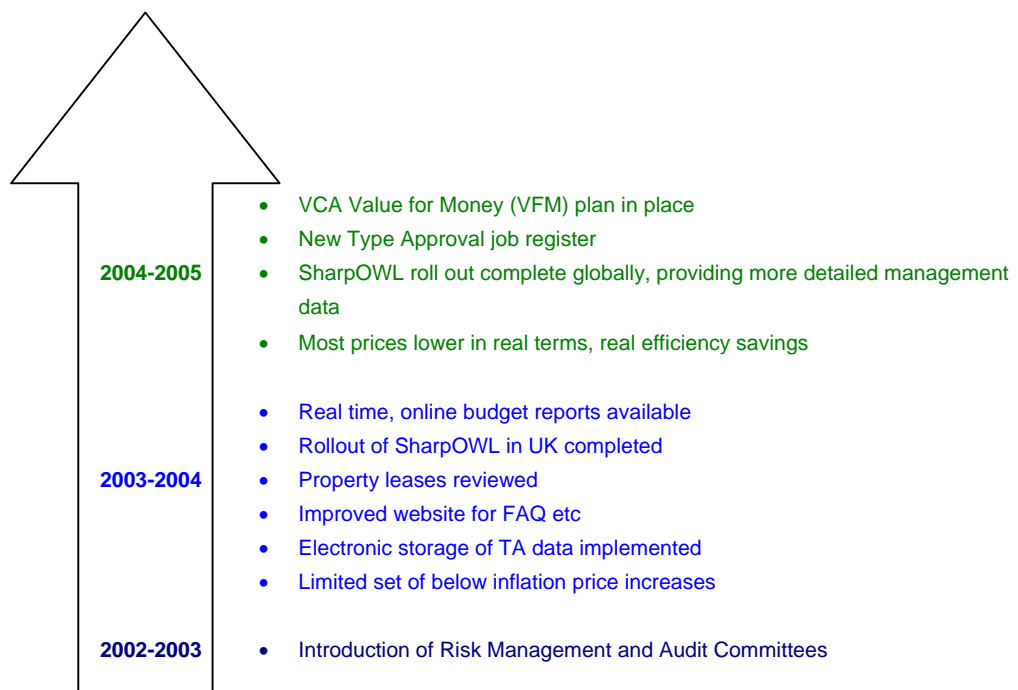 • VCA Value for Money (VFM) plan in place
• New Type Approval job register
2004-2005 • SharpOWL roll out complete globally, providing more detailed management
data
• Most prices lower in real terms, real efficiency savings
• Real time, online budget reports available
• Rollout of SharpOWL in UK completed
2003-2004 • Property leases reviewed
• Improved website for FAQ etc
• Electronic storage of TA data implemented
• Limited set of below inflation price increases
2002-2003 • Introduction of Risk Management and Audit Committees